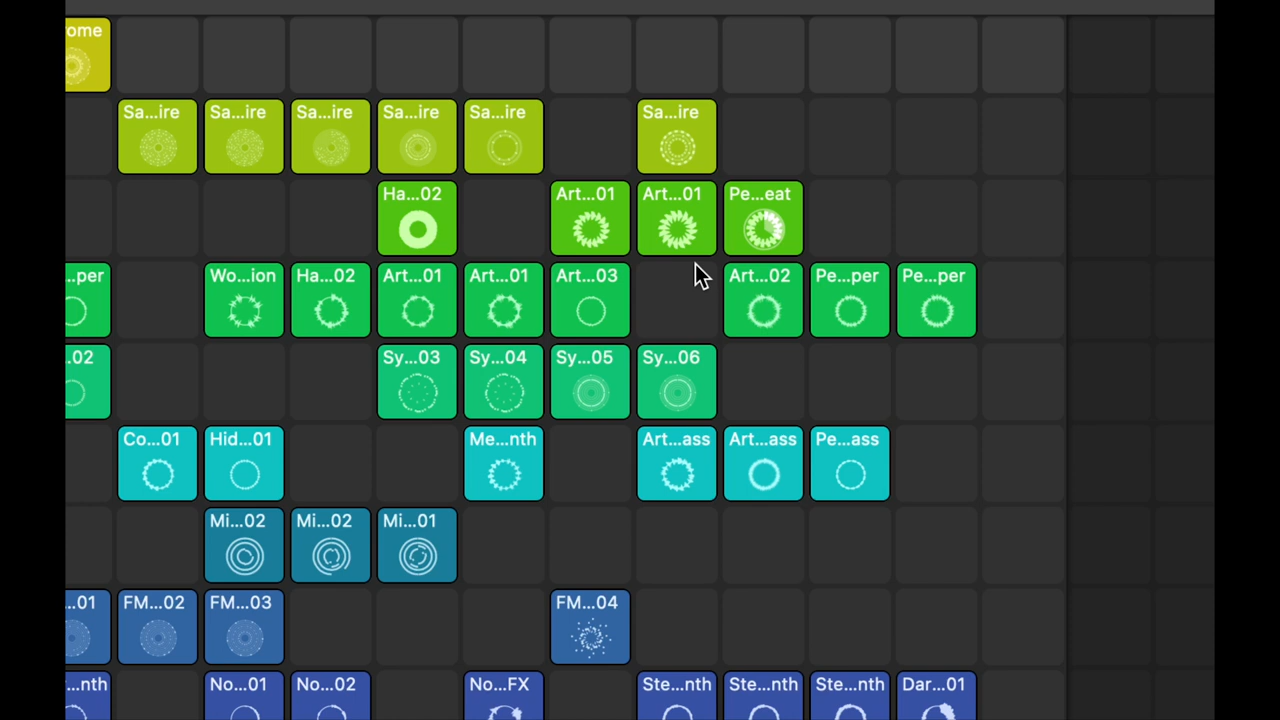 rome
Sa...ire Sa...ire Sa...ire Sa...ire Sa...ire Sa...ire
Ha...02 Art...01 Art...01 Pe...eat
...per Wo...ion Ha...02 Art...01 Art...01 Art...03 Art...02 Pe...per Pe...per
.02 Sy...03 Sy...04 Sy...05 Sy...06
Co...01 Hid...01 Me...nth Art...ass Art...ass Pe...ass
Mi...02 Mi...02 Mi...01
...01 FM...02 FM...03 FM...04
...nth No...01 No...02 No...FX Ste...nth Ste...nth Ste...nth Dar...01